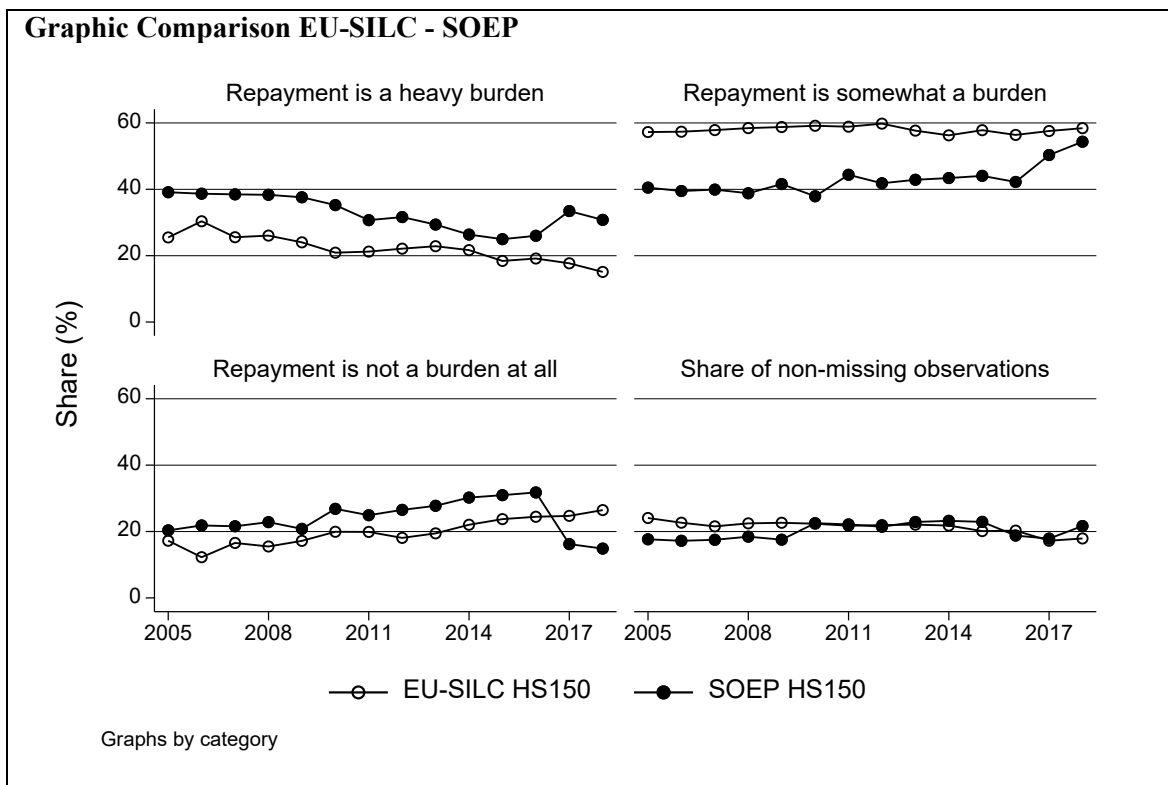 Graphic Comparison EU-SILC - SOEP
Repayment is a heavy burden
Repayment is somewhat a burden
60
40
20
0
Share (%)
Repayment is not a burden at all
Share of non-missing observations
60
40
20
0
2005 2008 2011 2014 2017
2005 2008 2011 2014 2017
EU-SILC HS150
SOEP HS150
Graphs by category